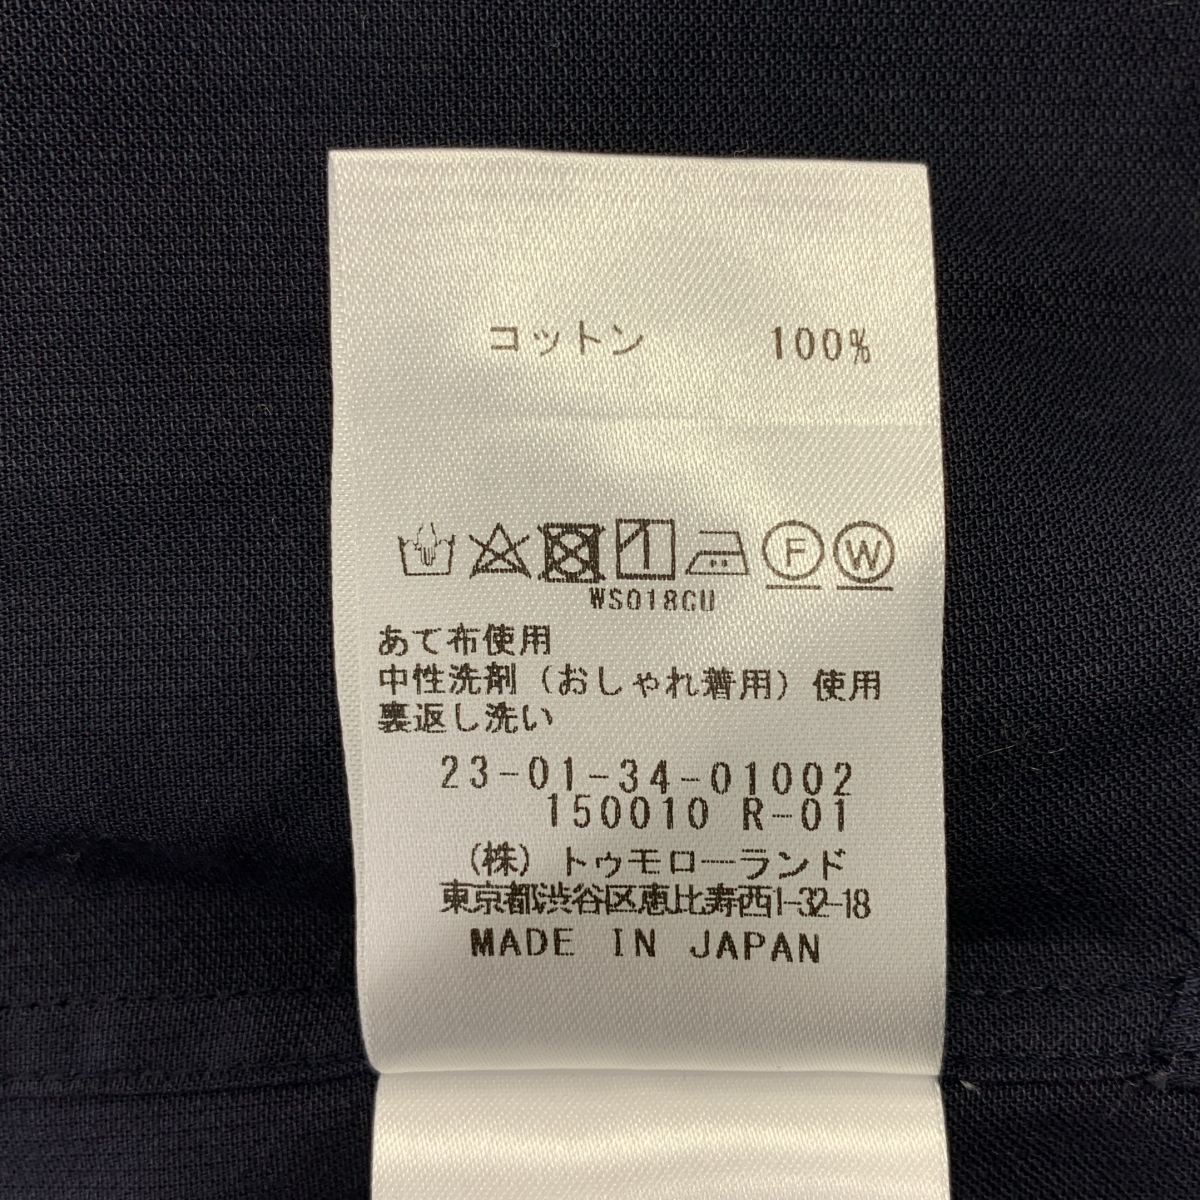 コットン 100%
F W
WS018CU
あて布使用
中性洗剤（おしゃれ着用）使用
裏返し洗い
23-01-34-01002
150010 R-01
（株）トゥモローランド
東京都渋谷区恵比寿西1-32-18
MADE IN JAPAN